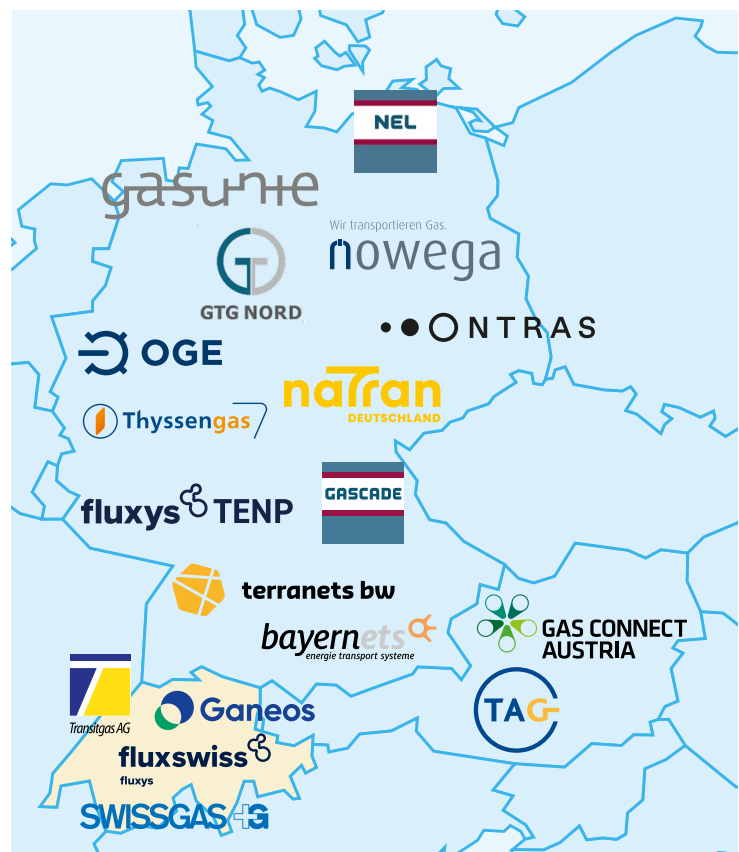 NEL
gasunie
Wir transportieren Gas.
nowega
GTG NORD
ONTRAS
OGE
naTran
DEUTSCHLAND
Thyssengas
GASCADE
fluxys TENP
terranets bw
bayernets
energie transport systeme
GAS CONNECT
AUSTRIA
TAG
Transitgas AG
Ganeos
fluxswiss
fluxys
SWISSGAS G